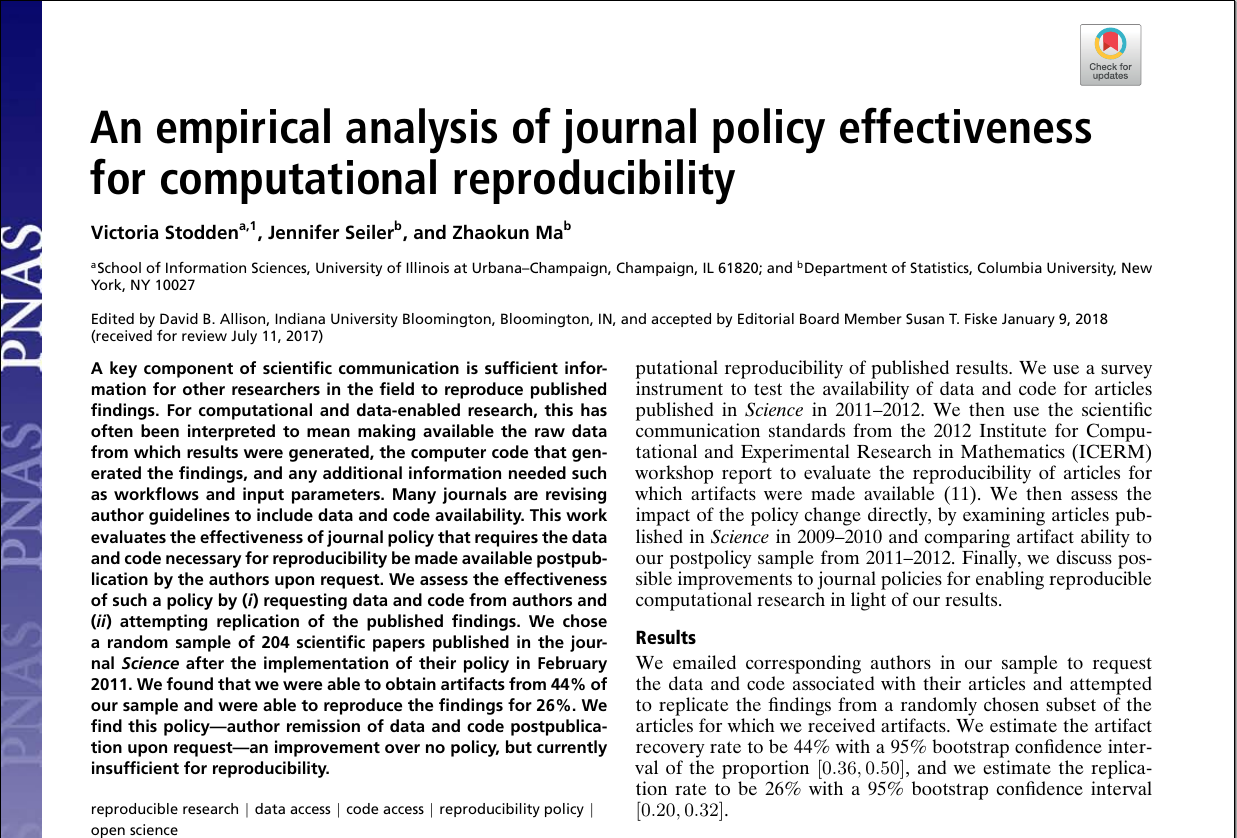 Check for
updates
An empirical analysis of journal policy effectiveness
for computational reproducibility
Victoria Stodden^a,1, Jennifer Seiler^b, and Zhaokun Ma^b
^aSchool of Information Sciences, University of Illinois at Urbana–Champaign, Champaign, IL 61820; and ^bDepartment of Statistics, Columbia University, New
York, NY 10027
Edited by David B. Allison, Indiana University Bloomington, Bloomington, IN, and accepted by Editorial Board Member Susan T. Fiske January 9, 2018
(received for review July 11, 2017)
A key component of scientific communication is sufficient infor-
mation for other researchers in the field to reproduce published
findings. For computational and data-enabled research, this has
often been interpreted to mean making available the raw data
from which results were generated, the computer code that gen-
erated the findings, and any additional information needed such
as workflows and input parameters. Many journals are revising
author guidelines to include data and code availability. This work
evaluates the effectiveness of journal policy that requires the data
and code necessary for reproducibility be made available postpub-
lication by the authors upon request. We assess the effectiveness
of such a policy by (i) requesting data and code from authors and
(ii) attempting replication of the published findings. We chose
a random sample of 204 scientific papers published in the jour-
nal Science after the implementation of their policy in February
2011. We found that we were able to obtain artifacts from 44% of
our sample and were able to reproduce the findings for 26%. We
find this policy—author remission of data and code postpublica-
tion upon request—an improvement over no policy, but currently
insufficient for reproducibility.
reproducible research | data access | code access | reproducibility policy |
open science
putational reproducibility of published results. We use a survey
instrument to test the availability of data and code for articles
published in Science in 2011–2012. We then use the scientific
communication standards from the 2012 Institute for Compu-
tational and Experimental Research in Mathematics (ICERM)
workshop report to evaluate the reproducibility of articles for
which artifacts were made available (11). We then assess the
impact of the policy change directly, by examining articles pub-
lished in Science in 2009–2010 and comparing artifact ability to
our postpolicy sample from 2011–2012. Finally, we discuss pos-
sible improvements to journal policies for enabling reproducible
computational research in light of our results.
Results
We emailed corresponding authors in our sample to request
the data and code associated with their articles and attempted
to replicate the findings from a randomly chosen subset of the
articles for which we received artifacts. We estimate the artifact
recovery rate to be 44% with a 95% bootstrap confidence inter-
val of the proportion [0.36, 0.50], and we estimate the replica-
tion rate to be 26% with a 95% bootstrap confidence interval
[0.20, 0.32].
PNAS
PNAS
PNAS